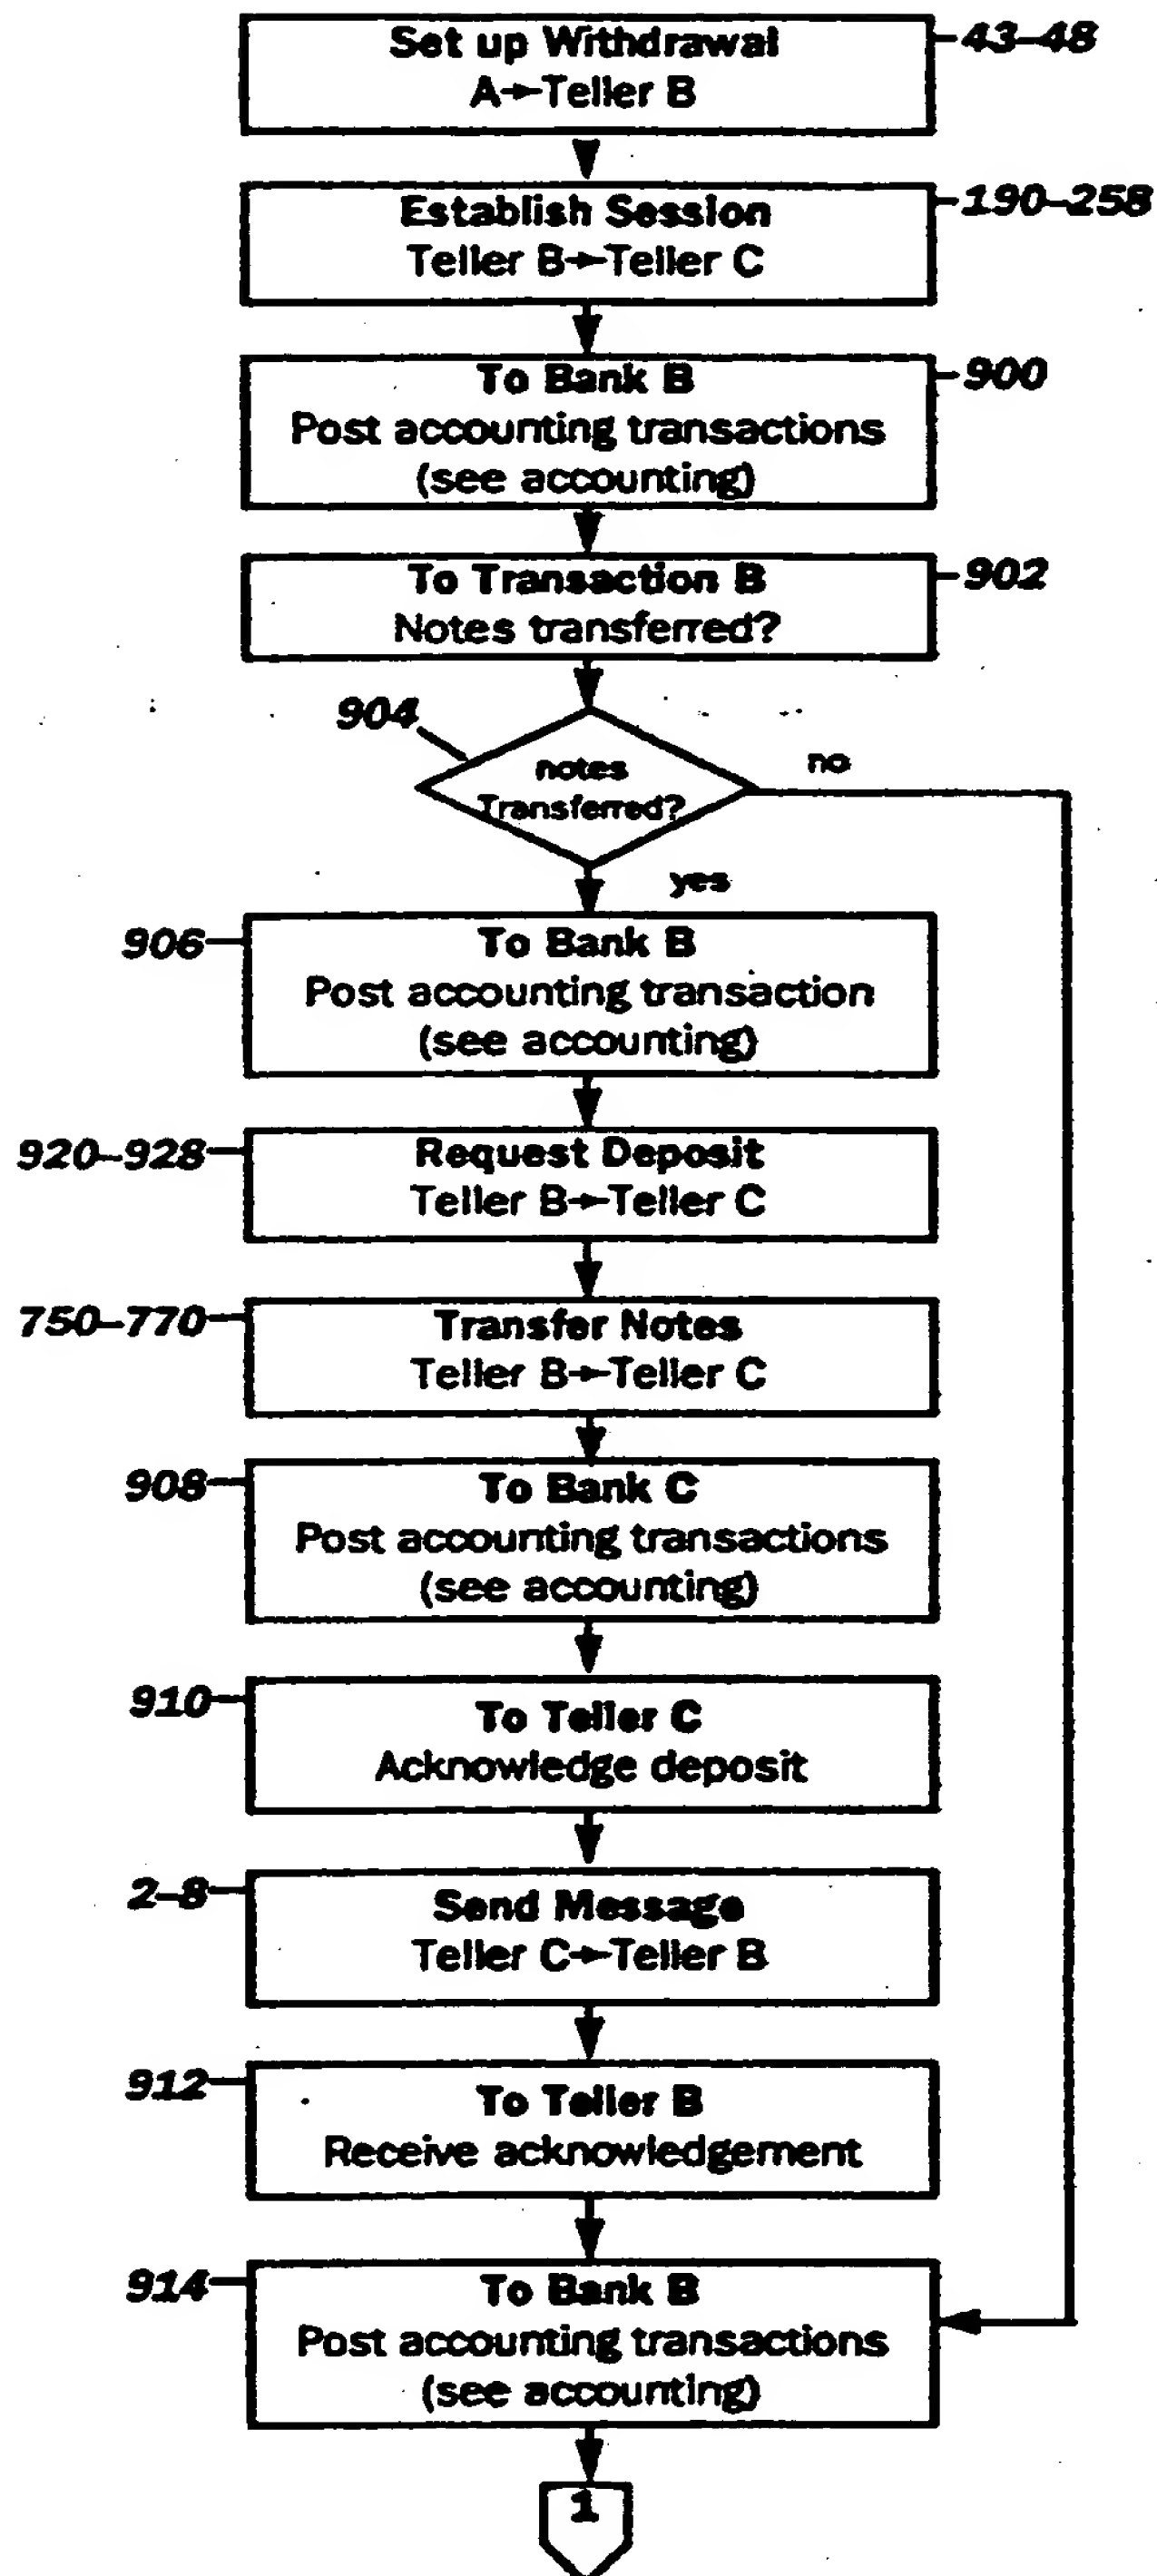 Set up Withdrawal
A→Teller B
43–48
Establish Session
Teller B→Teller C
190–258
To Bank B
Post accounting transactions
(see accounting)
900
To Transaction B
Notes transferred?
902
904
notes
Transferred?
no
yes
906
To Bank B
Post accounting transaction
(see accounting)
920–928
Request Deposit
Teller B→Teller C
750–770
Transfer Notes
Teller B→Teller C
908
To Bank C
Post accounting transactions
(see accounting)
910
To Teller C
Acknowledge deposit
2–8
Send Message
Teller C→Teller B
912
To Teller B
Receive acknowledgement
914
To Bank B
Post accounting transactions
(see accounting)
1